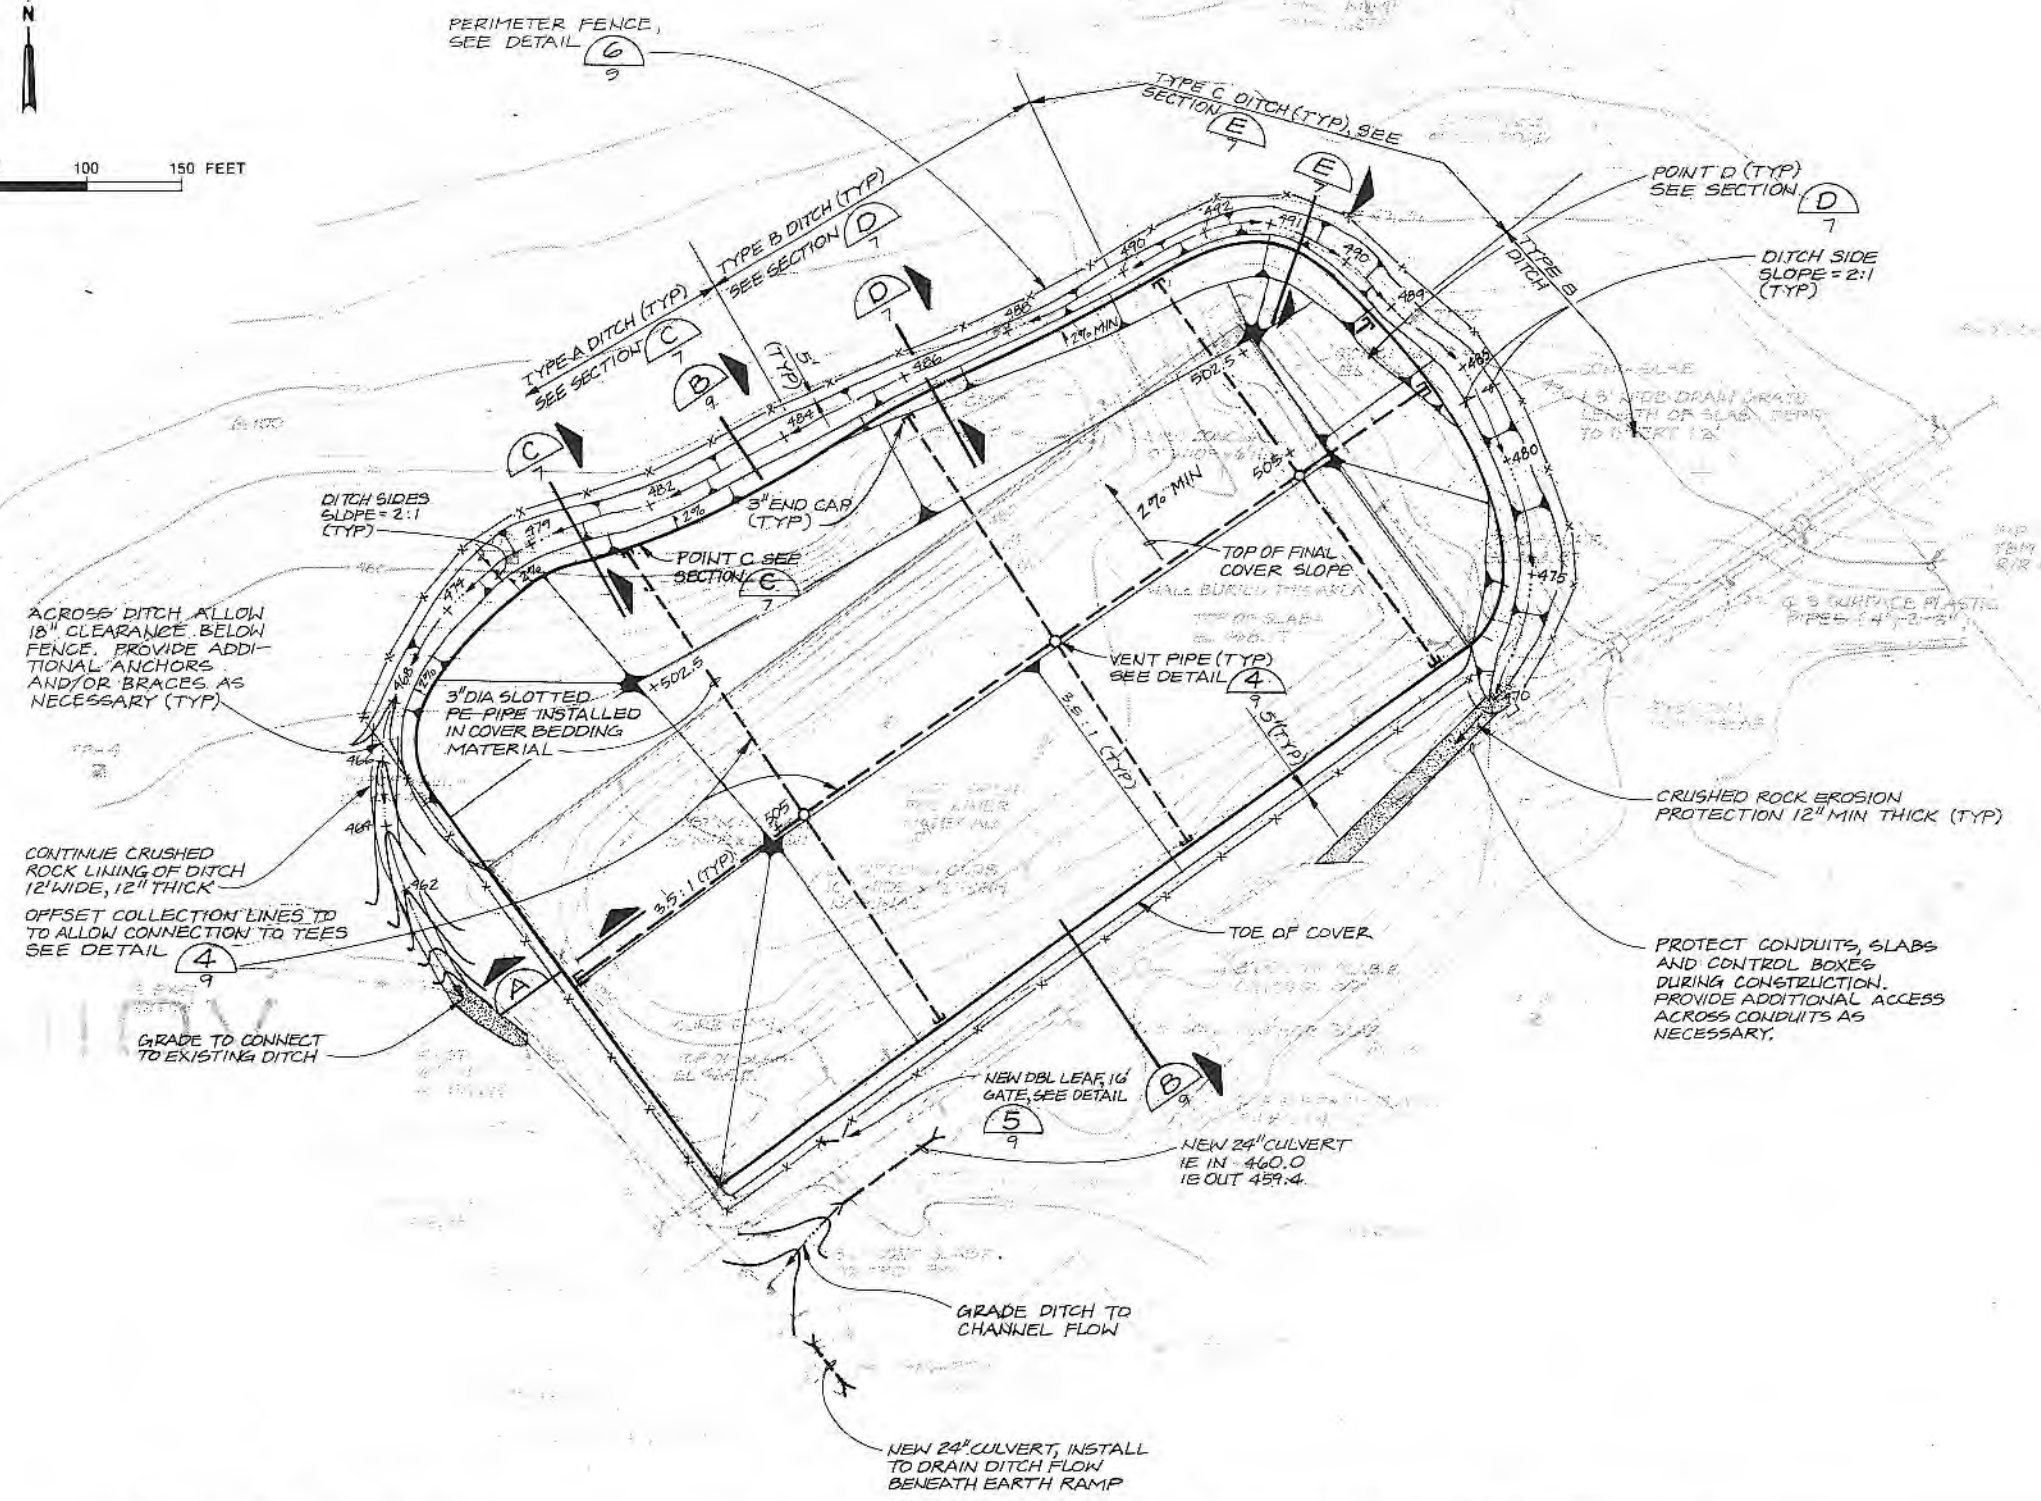 N
100
150 FEET
PERIMETER FENCE,
SEE DETAIL
6
9
TYPE C DITCH (TYP), SEE
SECTION
E
7
E
7
POINT D (TYP)
SEE SECTION
D
7
DITCH SIDE
SLOPE = 2:1
(TYP)
TYPE B
DITCH
TYPE B DITCH (TYP)
SEE SECTION
D
7
TYPE A DITCH (TYP)
SEE SECTION
C
7
D
7
B
9
C
7
5'
(TYP)
492
491
490
490
489
488
486
485
484
482
480
479
475
474
470
468
466
464
462
2% MIN
502.5
505
2% MIN
2%
2%
2%
DITCH SIDES
SLOPE = 2:1
(TYP)
3" END CAP
(TYP)
POINT C SEE
SECTION
C
7
TOP OF FINAL
COVER SLOPE
WALL BURIED THIS AREA
TOP OF SLAB
ACROSS DITCH ALLOW
18" CLEARANCE BELOW
FENCE. PROVIDE ADDI-
TIONAL ANCHORS
AND/OR BRACES AS
NECESSARY (TYP)
502.5
3" DIA SLOTTED
PE PIPE INSTALLED
IN COVER BEDDING
MATERIAL
VENT PIPE (TYP)
SEE DETAIL
4
9
5' (TYP)
3.5:1 (TYP)
505
3.5:1 (TYP)
CRUSHED ROCK EROSION
PROTECTION 12" MIN THICK (TYP)
CONTINUE CRUSHED
ROCK LINING OF DITCH
12' WIDE, 12" THICK
OFFSET COLLECTION LINES TO
TO ALLOW CONNECTION TO TEES
SEE DETAIL
4
9
TOE OF COVER
PROTECT CONDUITS, SLABS
AND CONTROL BOXES
DURING CONSTRUCTION.
PROVIDE ADDITIONAL ACCESS
ACROSS CONDUITS AS
NECESSARY.
A
GRADE TO CONNECT
TO EXISTING DITCH
NEW DBL LEAF, 16'
GATE, SEE DETAIL
5
9
B
9
NEW 24" CULVERT
IE IN 460.0
IE OUT 459.4
GRADE DITCH TO
CHANNEL FLOW
NEW 24" CULVERT, INSTALL
TO DRAIN DITCH FLOW
BENEATH EARTH RAMP